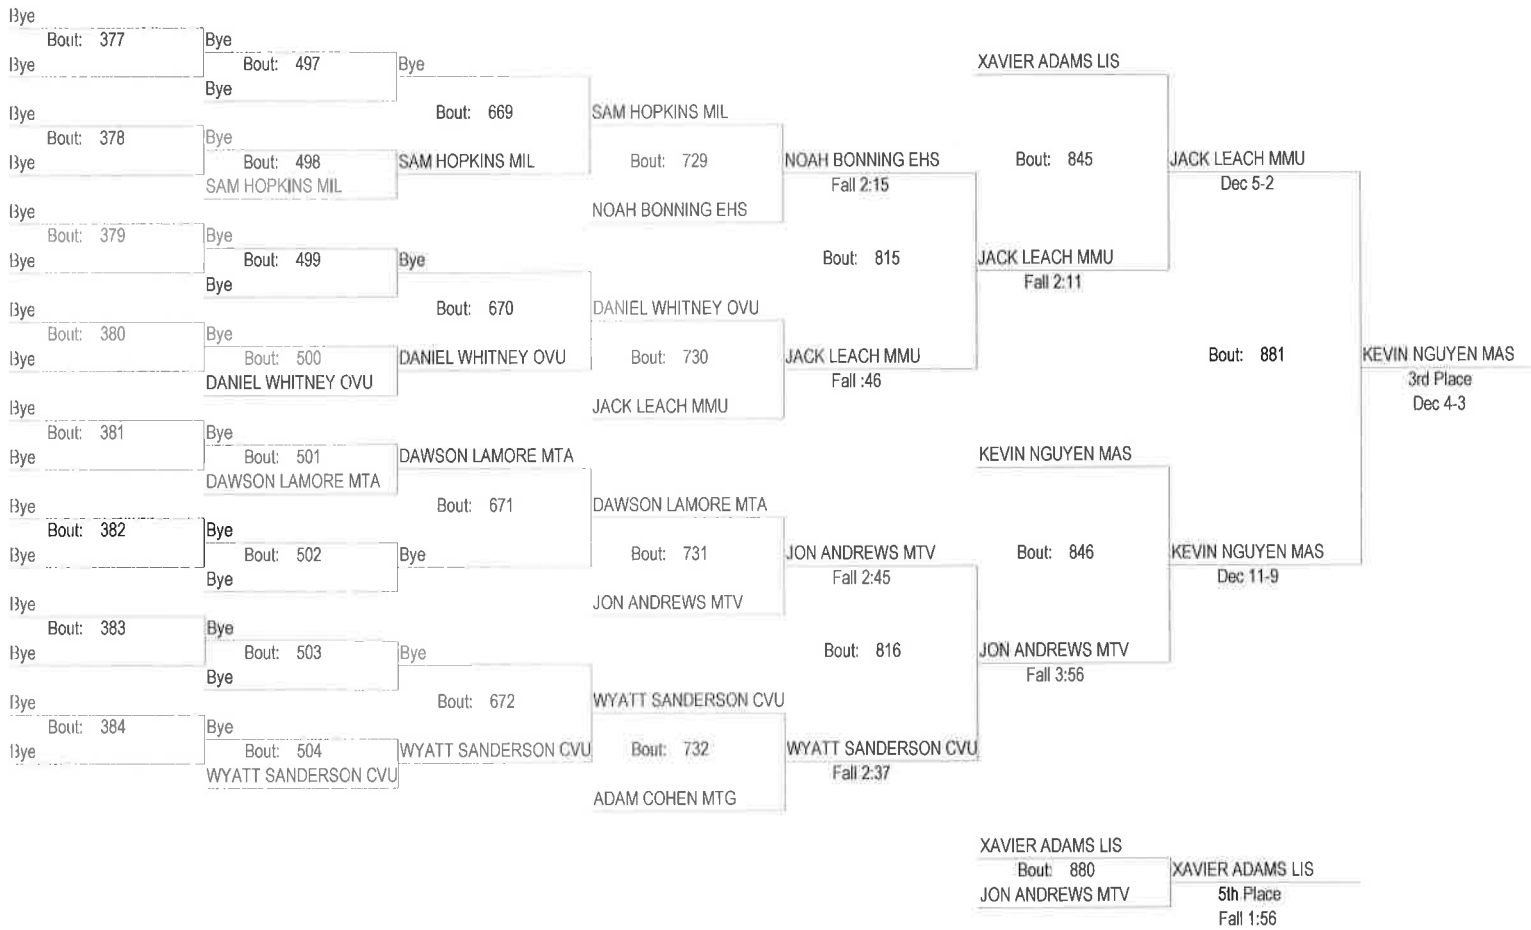 Bye
Bout: 377
Bye
Bye
Bout: 497
Bye
Bye
Bout: 378
Bye
Bye
Bout: 498
SAM HOPKINS MIL
Bye
Bout: 669
SAM HOPKINS MIL
Bye
Bout: 379
Bye
Bye
Bout: 499
Bye
Bye
Bout: 380
Bye
Bye
Bout: 500
DANIEL WHITNEY OVU
Bye
Bout: 670
DANIEL WHITNEY OVU
Bye
Bout: 381
Bye
Bye
Bout: 501
DAWSON LAMORE MTA
Bye
Bout: 382
Bye
Bye
Bout: 502
Bye
DAWSON LAMORE MTA
Bout: 671
Bye
Bye
Bout: 383
Bye
Bye
Bout: 503
Bye
Bye
Bout: 384
Bye
Bye
Bout: 504
WYATT SANDERSON CVU
Bye
Bout: 672
WYATT SANDERSON CVU
SAM HOPKINS MIL
Bout: 729
NOAH BONNING EHS
DANIEL WHITNEY OVU
Bout: 730
JACK LEACH MMU
DAWSON LAMORE MTA
Bout: 731
JON ANDREWS MTV
WYATT SANDERSON CVU
Bout: 732
ADAM COHEN MTG
NOAH BONNING EHS
Fall 2:15
Bout: 815
JACK LEACH MMU
Fall :46
JON ANDREWS MTV
Fall 2:45
Bout: 816
WYATT SANDERSON CVU
Fall 2:37
XAVIER ADAMS LIS
Bout: 845
JACK LEACH MMU
Fall 2:11
KEVIN NGUYEN MAS
Bout: 846
JON ANDREWS MTV
Fall 3:56
JACK LEACH MMU
Dec 5-2
Bout: 881
KEVIN NGUYEN MAS
Dec 11-9
KEVIN NGUYEN MAS
3rd Place
Dec 4-3
XAVIER ADAMS LIS
Bout: 880
JON ANDREWS MTV
XAVIER ADAMS LIS
5th Place
Fall 1:56